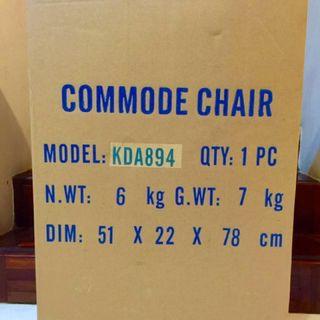 COMMODE CHAIR
MODEL: KDA894 QTY: 1 PC
N.WT: 6 kg G.WT: 7 kg
DIM: 51 X 22 X 78 cm